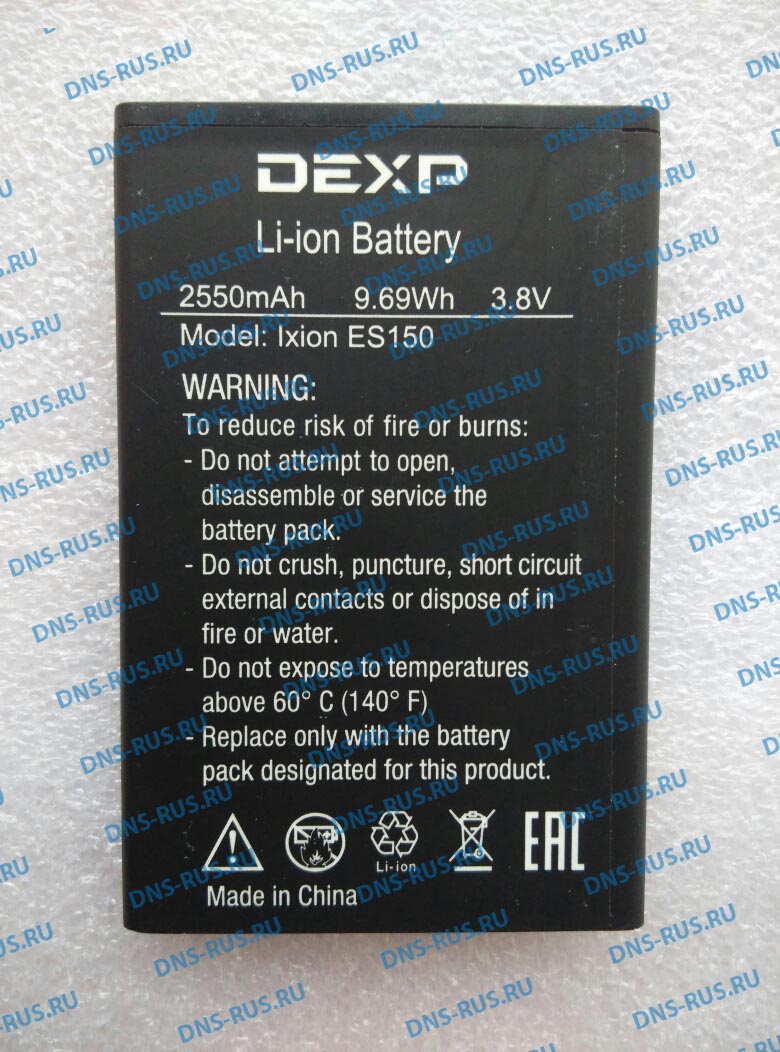 DEXP
Li-ion Battery
2550mAh 9.69Wh 3.8V
Model: Ixion ES150
WARNING:
To reduce risk of fire or burns:
- Do not attempt to open,
disassemble or service the
battery pack.
- Do not crush, puncture, short circuit
external contacts or dispose of in
fire or water.
- Do not expose to temperatures
above 60° C (140° F)
- Replace only with the battery
pack designated for this product.
Li-ion
EAC
Made in China
DNS-RUS.RU